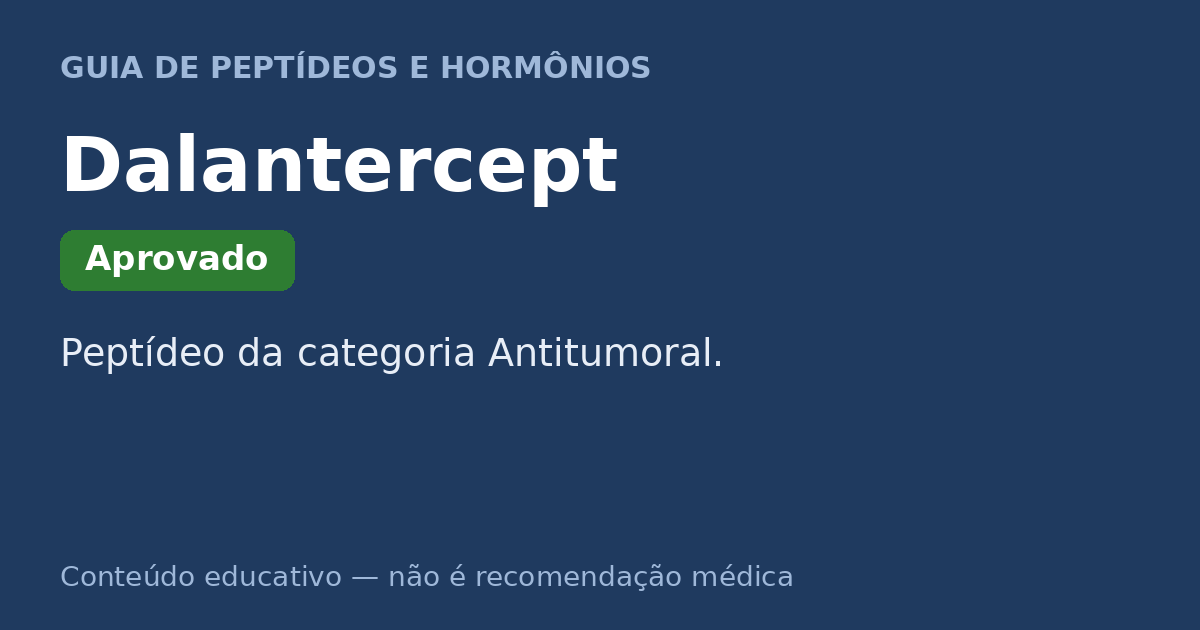 GUIA DE PEPTÍDEOS E HORMÔNIOS
Dalantercept
Aprovado
Peptídeo da categoria Antitumoral.
Conteúdo educativo — não é recomendação médica